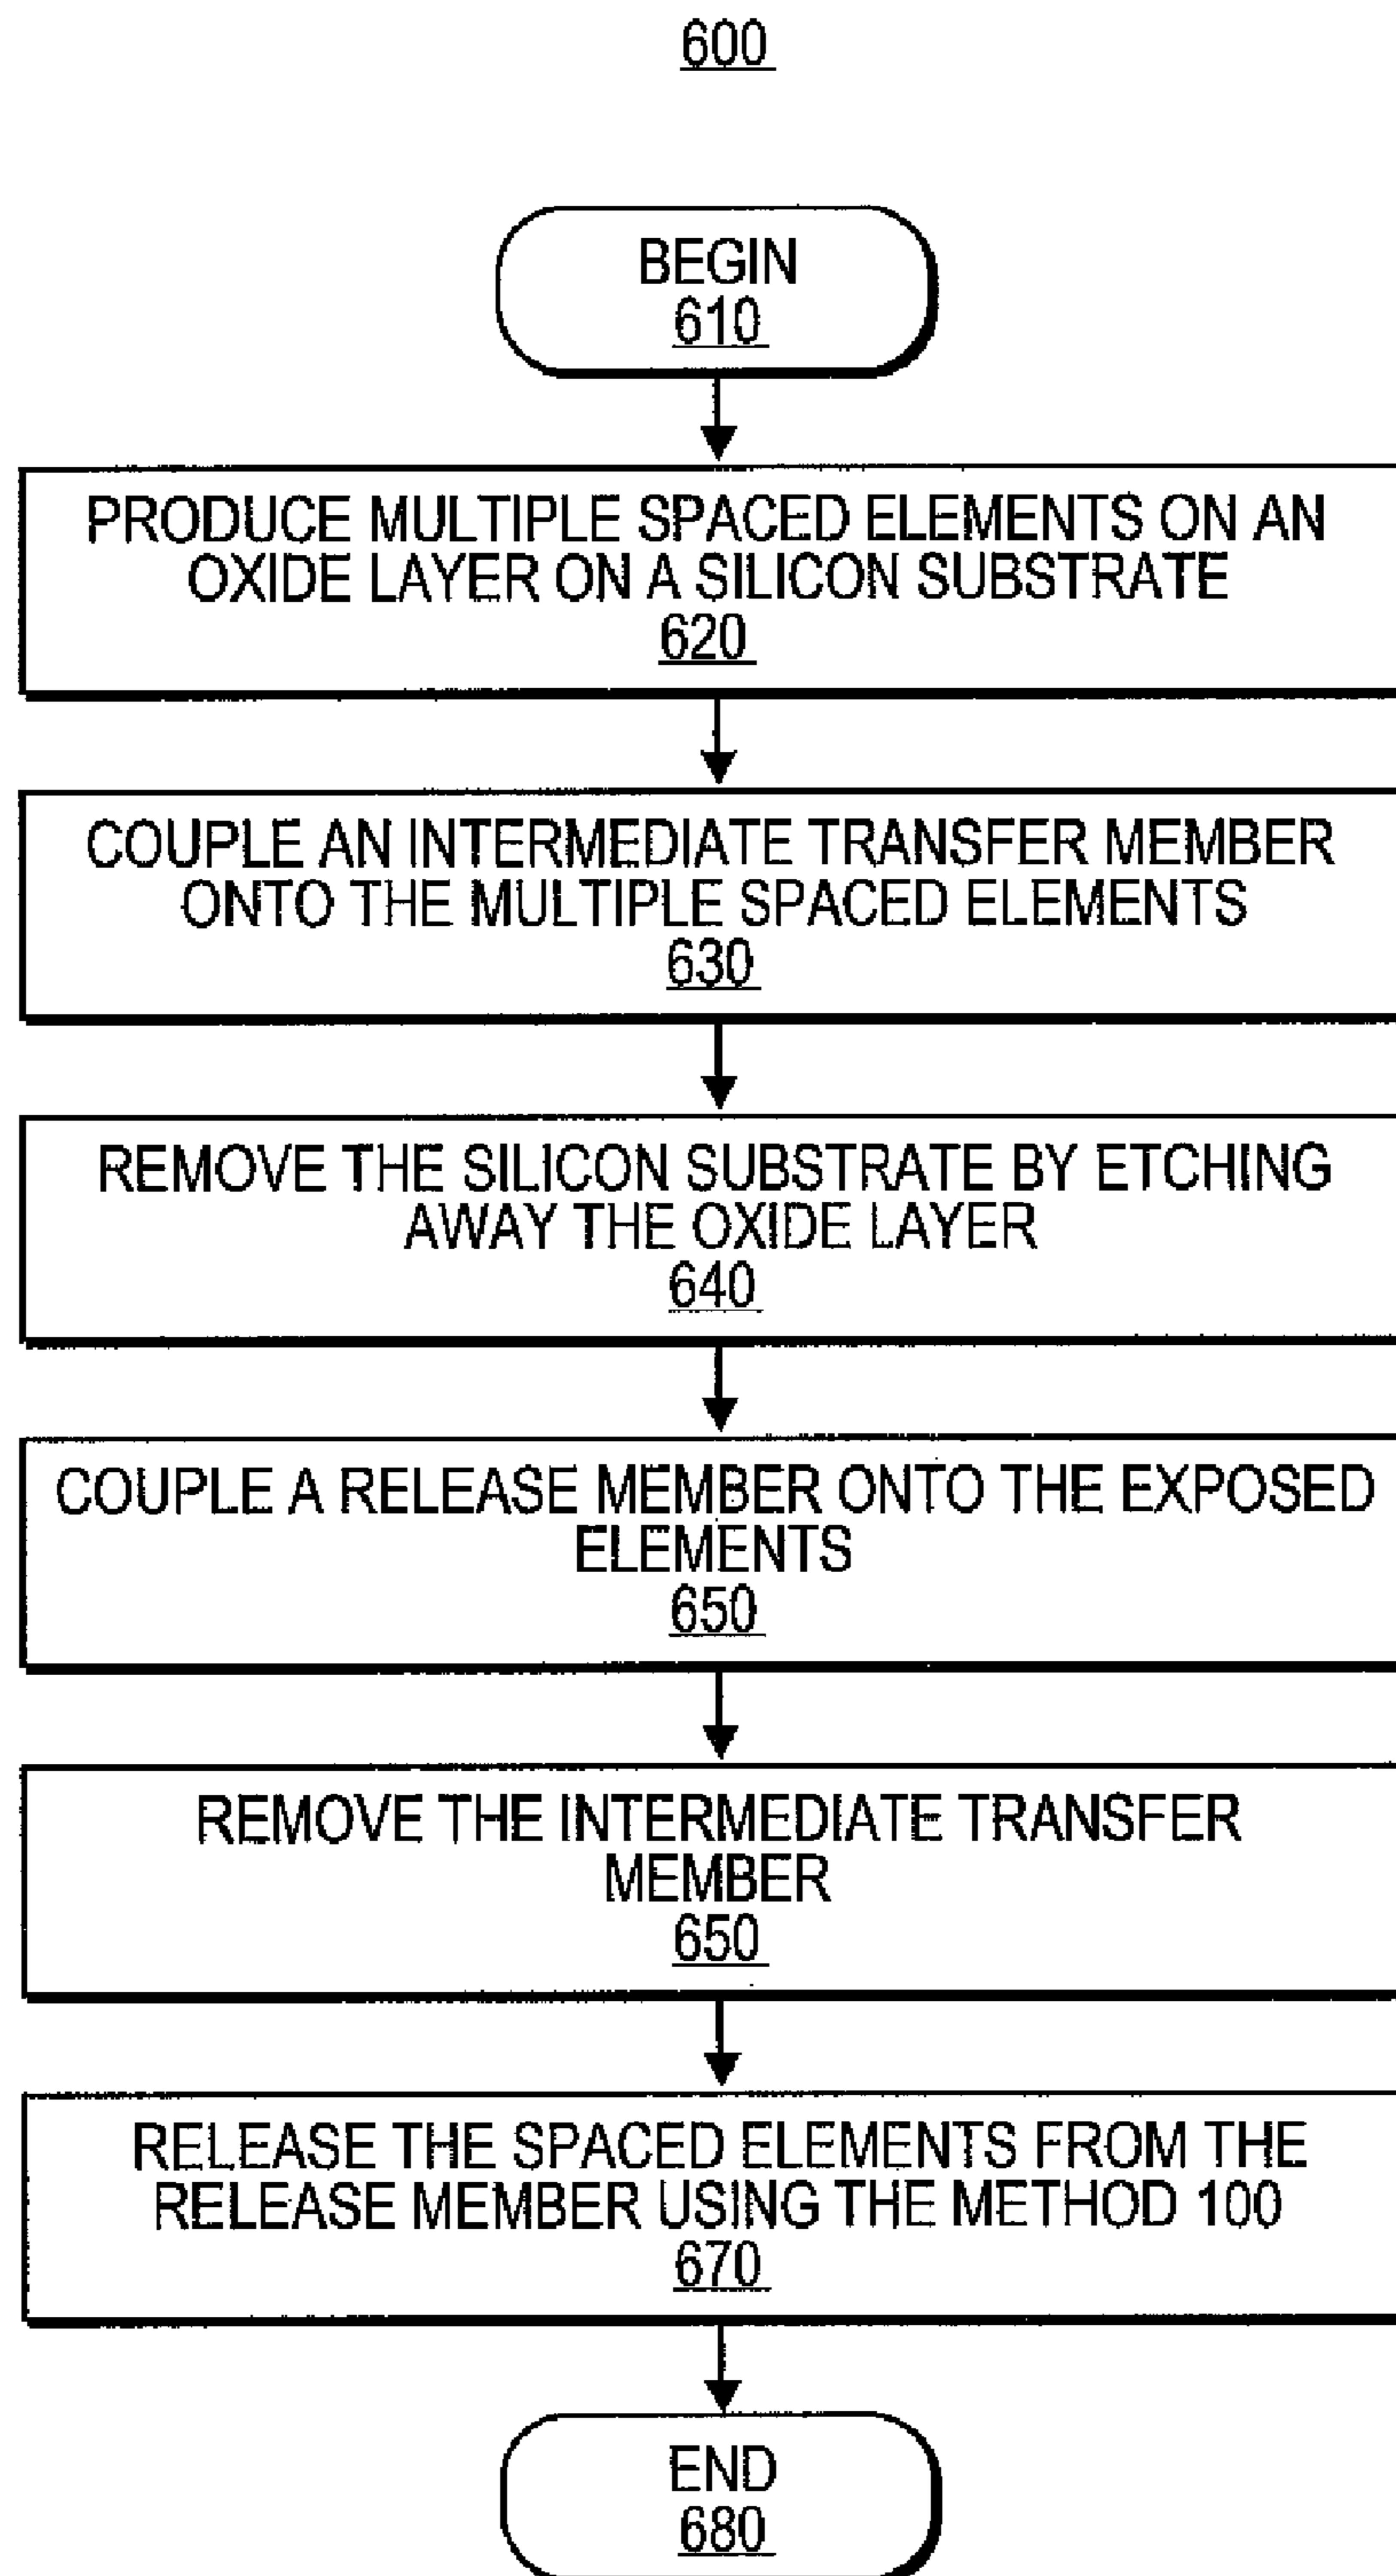 600
BEGIN
610
PRODUCE MULTIPLE SPACED ELEMENTS ON AN
OXIDE LAYER ON A SILICON SUBSTRATE
620
COUPLE AN INTERMEDIATE TRANSFER MEMBER
ONTO THE MULTIPLE SPACED ELEMENTS
630
REMOVE THE SILICON SUBSTRATE BY ETCHING
AWAY THE OXIDE LAYER
640
COUPLE A RELEASE MEMBER ONTO THE EXPOSED
ELEMENTS
650
REMOVE THE INTERMEDIATE TRANSFER
MEMBER
650
RELEASE THE SPACED ELEMENTS FROM THE
RELEASE MEMBER USING THE METHOD 100
670
END
680